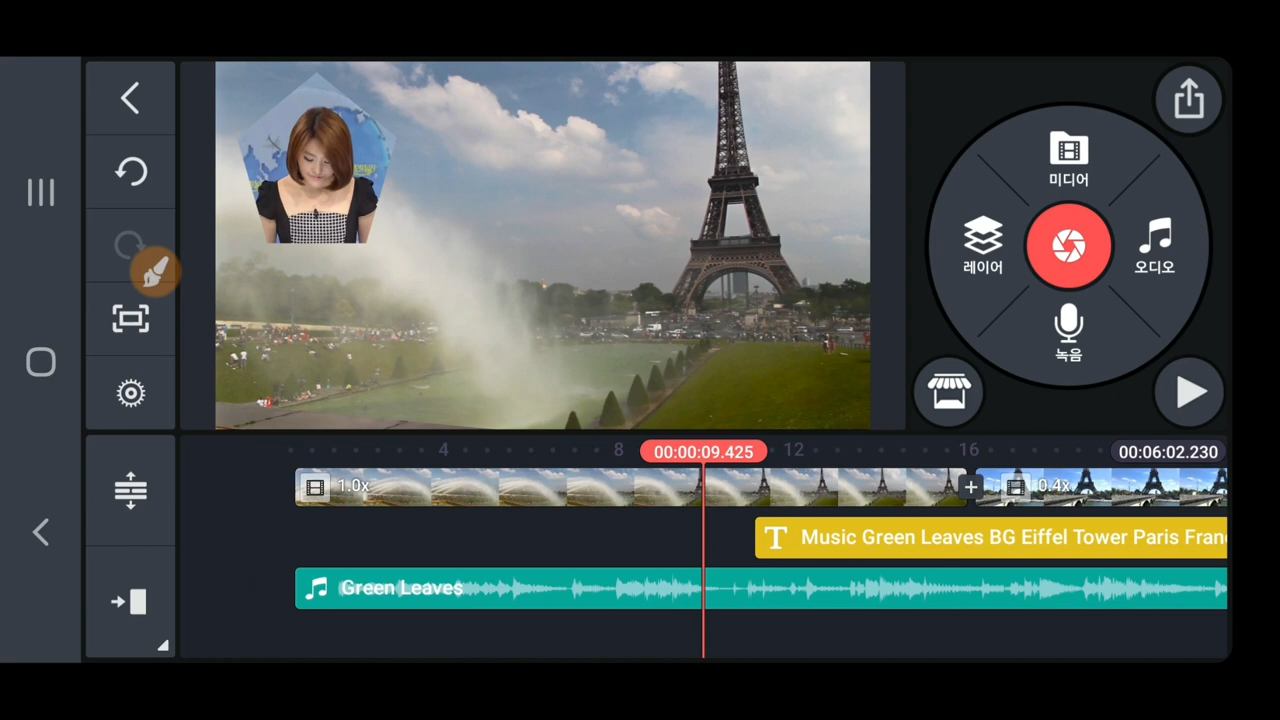 미디어
레이어
오디오
녹음
4
8
00:00:09.425
12
16
00:06:02.230
1.0x
0.4x
T Music Green Leaves BG Eiffel Tower Paris Fran
Green Leaves